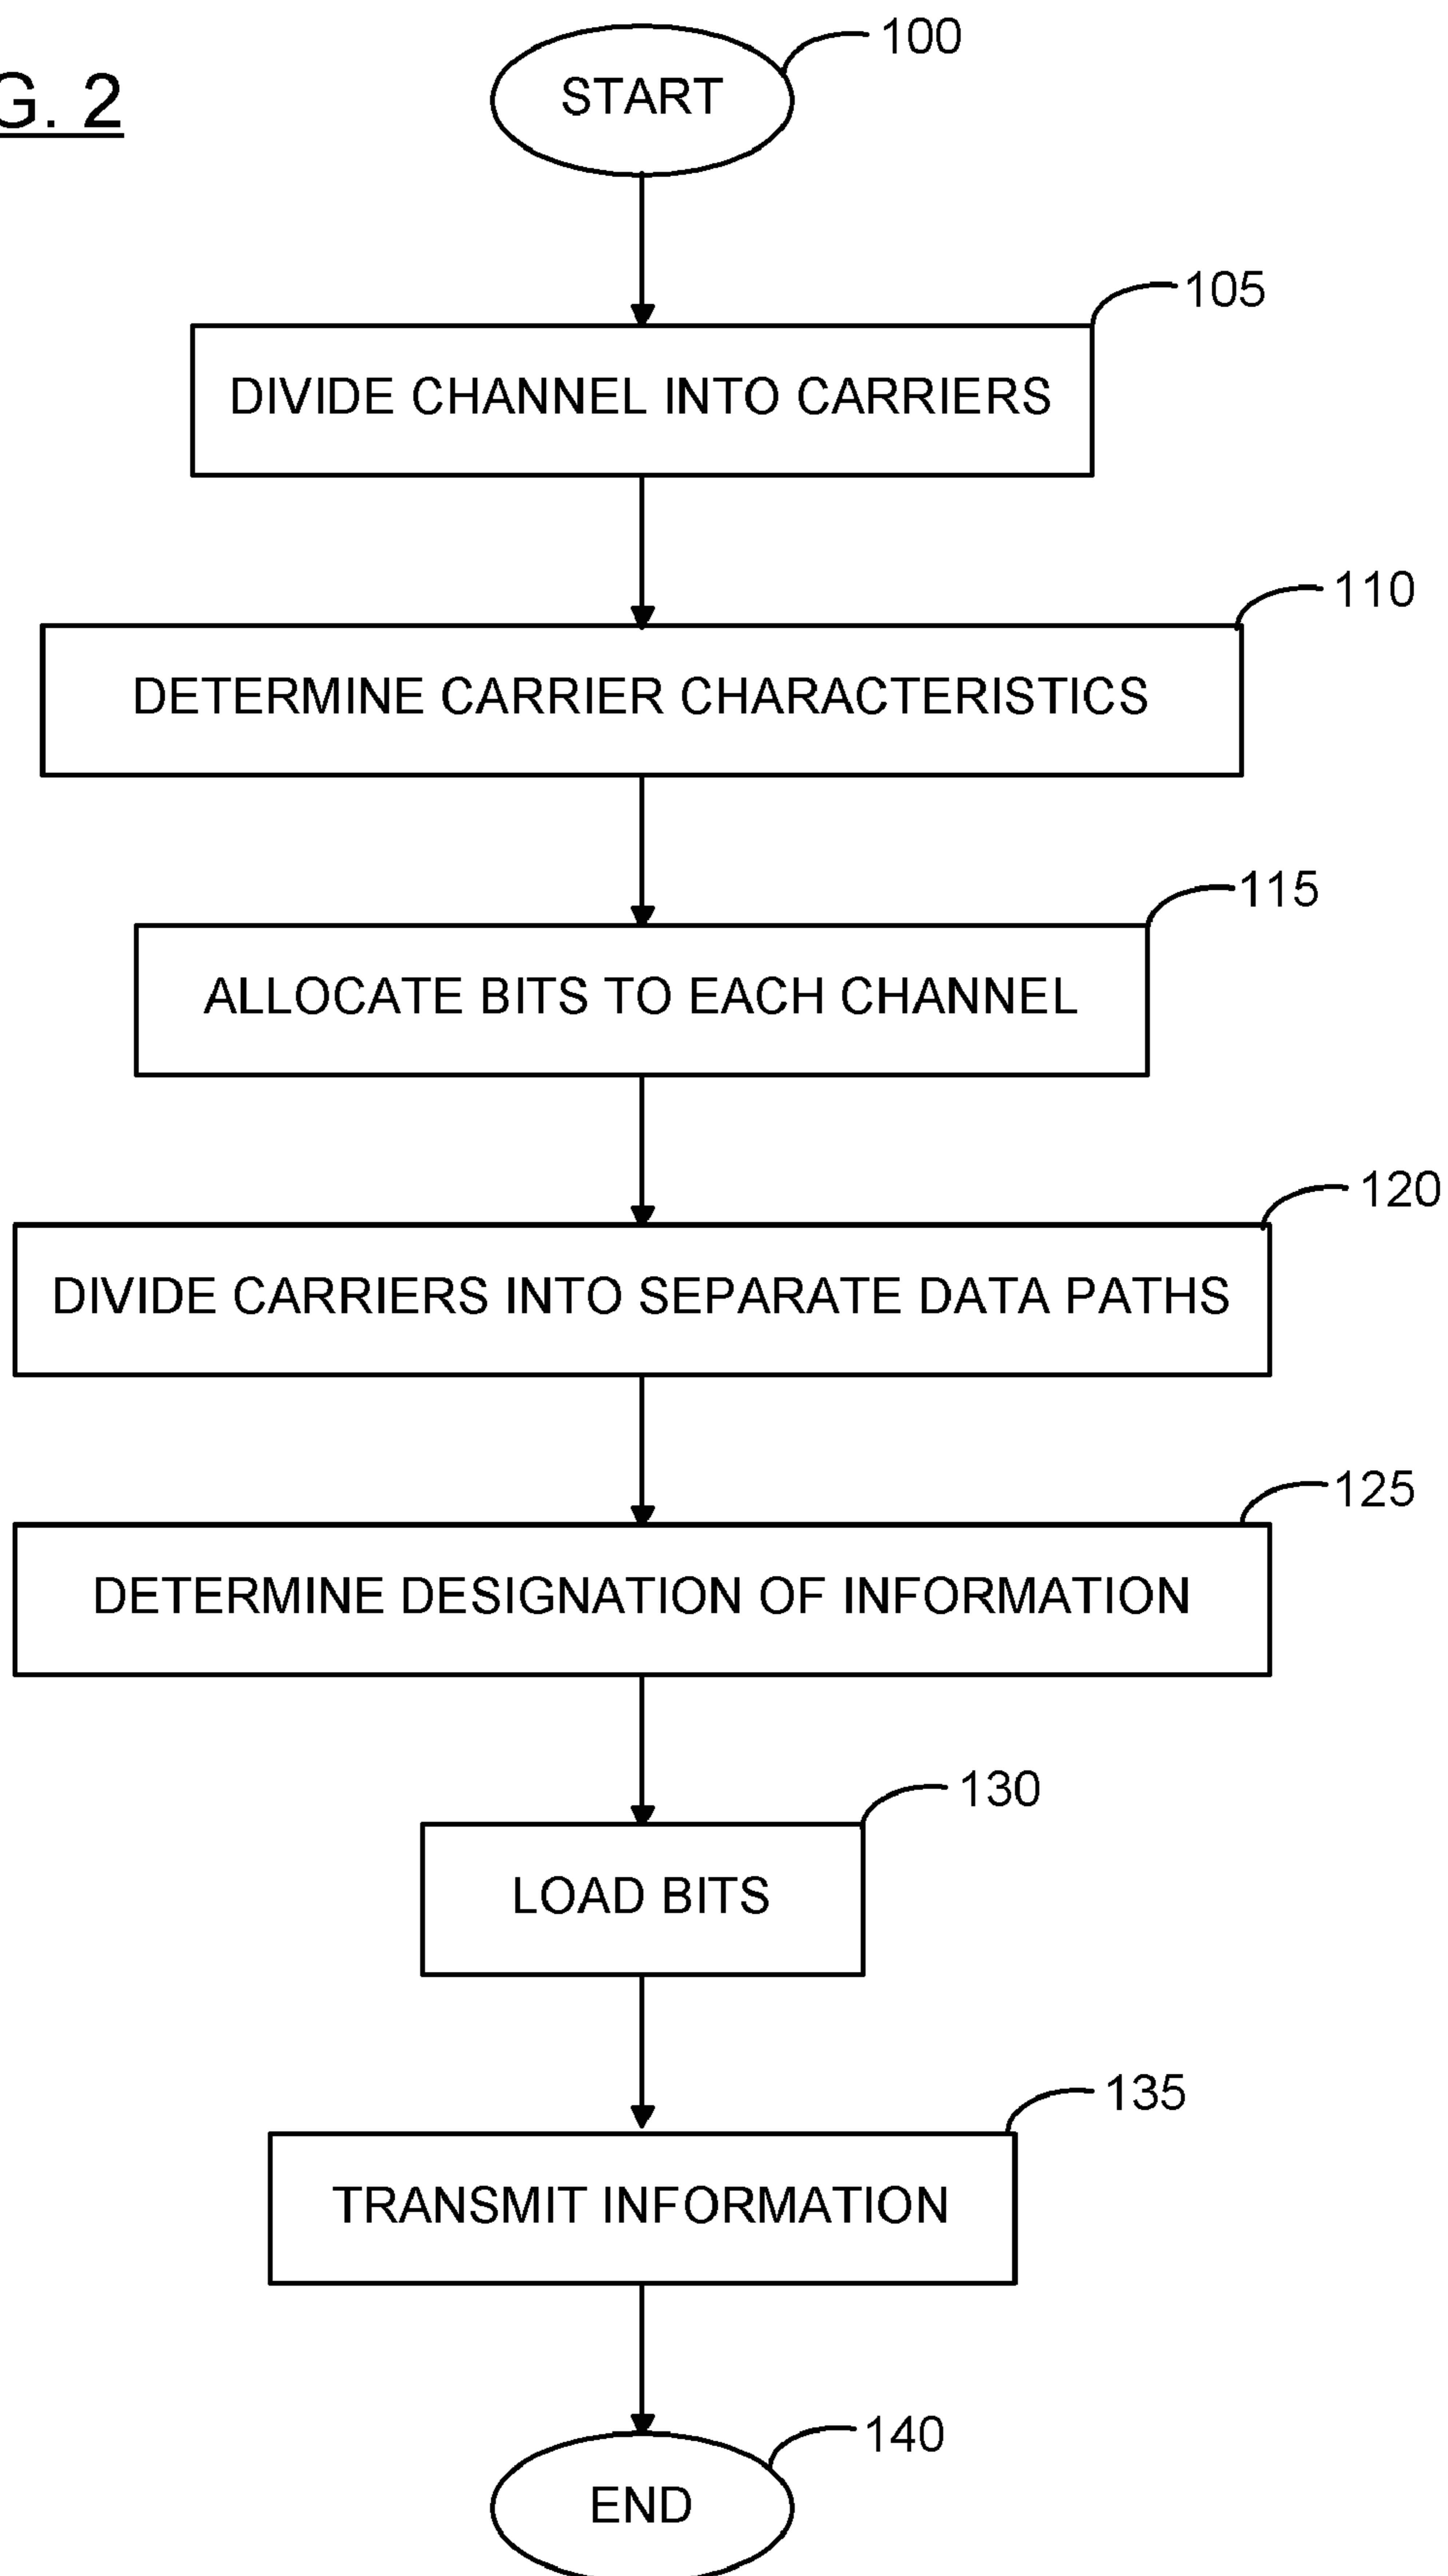 G. 2
100
START
105
DIVIDE CHANNEL INTO CARRIERS
110
DETERMINE CARRIER CHARACTERISTICS
115
ALLOCATE BITS TO EACH CHANNEL
120
DIVIDE CARRIERS INTO SEPARATE DATA PATHS
125
DETERMINE DESIGNATION OF INFORMATION
130
LOAD BITS
135
TRANSMIT INFORMATION
140
END